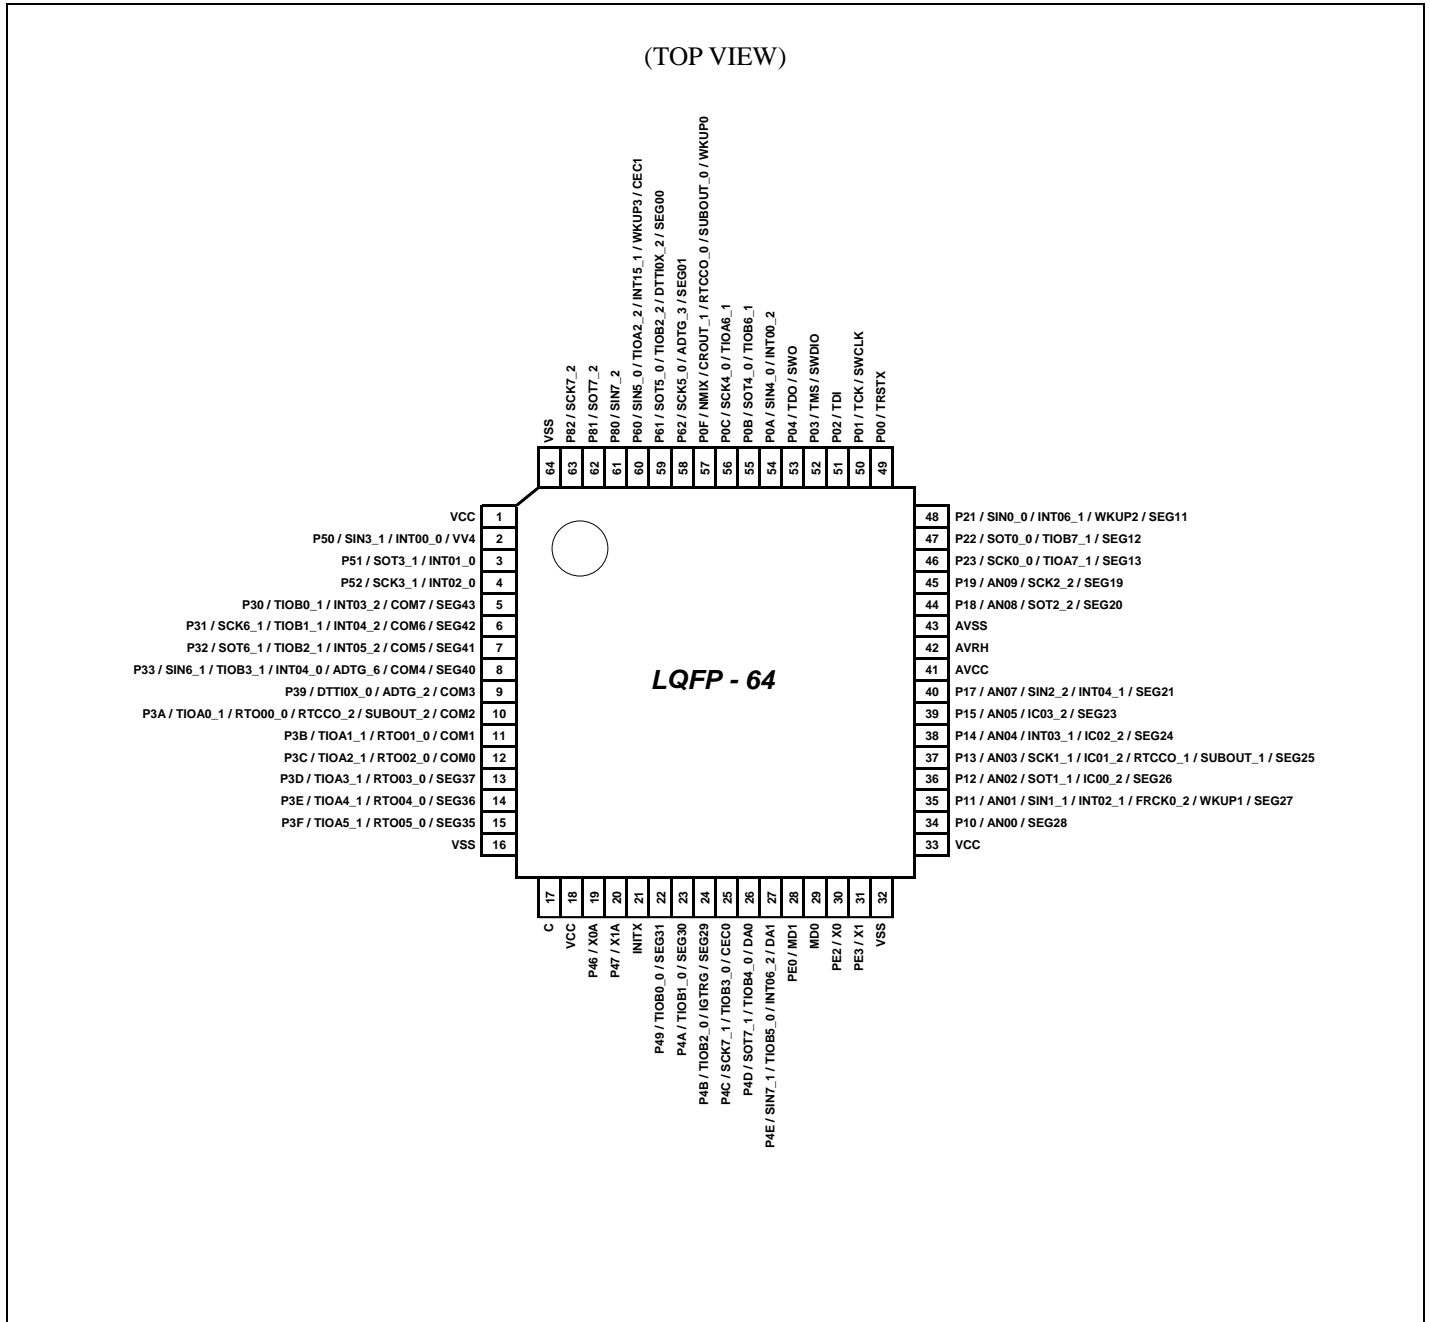 (TOP VIEW)
VSS
P82 / SCK7_2
P81 / SOT7_2
P80 / SIN7_2
P60 / SIN5_0 / TIOA2_2 / INT15_1 / WKUP3 / CEC1
P61 / SOT5_0 / TIOB2_2 / DTTI0X_2 / SEG00
P62 / SCK5_0 / ADTG_3 / SEG01
P0F / NMIX / CROUT_1 / RTCCO_0 / SUBOUT_0 / WKUP0
P0C / SCK4_0 / TIOA6_1
P0B / SOT4_0 / TIOB6_1
P0A / SIN4_0 / INT00_2
P04 / TDO / SWO
P03 / TMS / SWDIO
P02 / TDI
P01 / TCK / SWCLK
P00 / TRSTX
64 63 62 61 60 59 58 57 56 55 54 53 52 51 50 49
VCC 1
P50 / SIN3_1 / INT00_0 / VV4 2
P51 / SOT3_1 / INT01_0 3
P52 / SCK3_1 / INT02_0 4
P30 / TIOB0_1 / INT03_2 / COM7 / SEG43 5
P31 / SCK6_1 / TIOB1_1 / INT04_2 / COM6 / SEG42 6
P32 / SOT6_1 / TIOB2_1 / INT05_2 / COM5 / SEG41 7
P33 / SIN6_1 / TIOB3_1 / INT04_0 / ADTG_6 / COM4 / SEG40 8
P39 / DTTI0X_0 / ADTG_2 / COM3 9
P3A / TIOA0_1 / RTO00_0 / RTCCO_2 / SUBOUT_2 / COM2 10
P3B / TIOA1_1 / RTO01_0 / COM1 11
P3C / TIOA2_1 / RTO02_0 / COM0 12
P3D / TIOA3_1 / RTO03_0 / SEG37 13
P3E / TIOA4_1 / RTO04_0 / SEG36 14
P3F / TIOA5_1 / RTO05_0 / SEG35 15
VSS 16
LQFP - 64
48 P21 / SIN0_0 / INT06_1 / WKUP2 / SEG11
47 P22 / SOT0_0 / TIOB7_1 / SEG12
46 P23 / SCK0_0 / TIOA7_1 / SEG13
45 P19 / AN09 / SCK2_2 / SEG19
44 P18 / AN08 / SOT2_2 / SEG20
43 AVSS
42 AVRH
41 AVCC
40 P17 / AN07 / SIN2_2 / INT04_1 / SEG21
39 P15 / AN05 / IC03_2 / SEG23
38 P14 / AN04 / INT03_1 / IC02_2 / SEG24
37 P13 / AN03 / SCK1_1 / IC01_2 / RTCCO_1 / SUBOUT_1 / SEG25
36 P12 / AN02 / SOT1_1 / IC00_2 / SEG26
35 P11 / AN01 / SIN1_1 / INT02_1 / FRCK0_2 / WKUP1 / SEG27
34 P10 / AN00 / SEG28
33 VCC
17 18 19 20 21 22 23 24 25 26 27 28 29 30 31 32
C
VCC
P46 / X0A
P47 / X1A
INITX
P49 / TIOB0_0 / SEG31
P4A / TIOB1_0 / SEG30
P4B / TIOB2_0 / IGTRG / SEG29
P4C / SCK7_1 / TIOB3_0 / CEC0
P4D / SOT7_1 / TIOB4_0 / DA0
P4E / SIN7_1 / TIOB5_0 / INT06_2 / DA1
PE0 / MD1
MD0
PE2 / X0
PE3 / X1
VSS